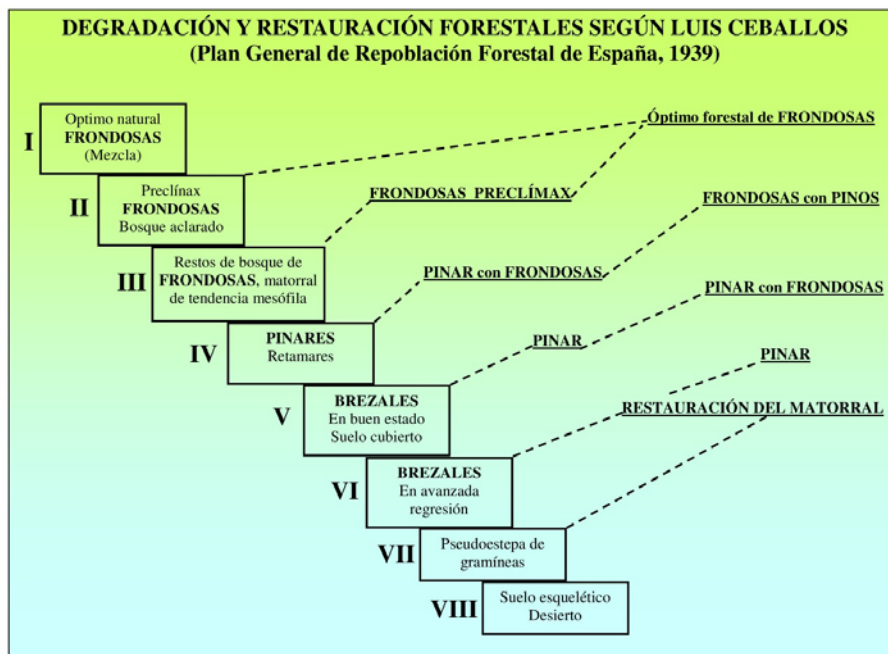 DEGRADACIÓN Y RESTAURACIÓN FORESTALES SEGÚN LUIS CEBALLOS
(Plan General de Repoblación Forestal de España, 1939)
I
Optimo natural
FRONDOSAS
(Mezcla)
Óptimo forestal de FRONDOSAS
II
Preclínax
FRONDOSAS
Bosque aclarado
FRONDOSAS PRECLÍMAX
FRONDOSAS con PINOS
III
Restos de bosque de
FRONDOSAS, matorral
de tendencia mesófila
PINAR con FRONDOSAS
PINAR con FRONDOSAS
IV
PINARES
Retamares
PINAR
PINAR
V
BREZALES
En buen estado
Suelo cubierto
RESTAURACIÓN DEL MATORRAL
VI
BREZALES
En avanzada
regresión
VII
Pseudoestepa de
gramíneas
VIII
Suelo esquelético
Desierto